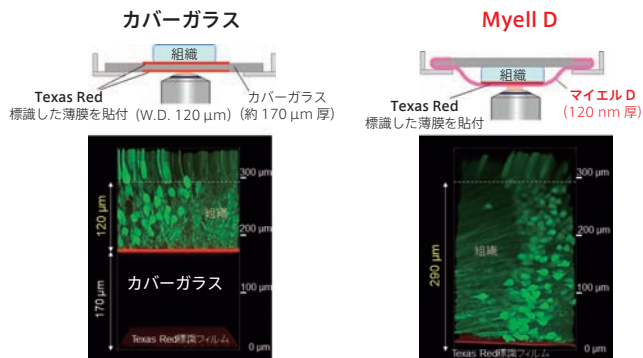 カバーガラス
組織
Texas Red
標識した薄膜を貼付
(W.D. 120 μm)
カバーガラス
(約 170 μm 厚)
300 μm
200 μm
100 μm
0 μm
120 μm
170 μm
組織
カバーガラス
Texas Red標識フィルム
Myell D
組織
Texas Red
標識した薄膜を貼付
マイエル D
(120 nm 厚)
300 μm
200 μm
100 μm
0 μm
290 μm
組織
Texas Red標識フィルム